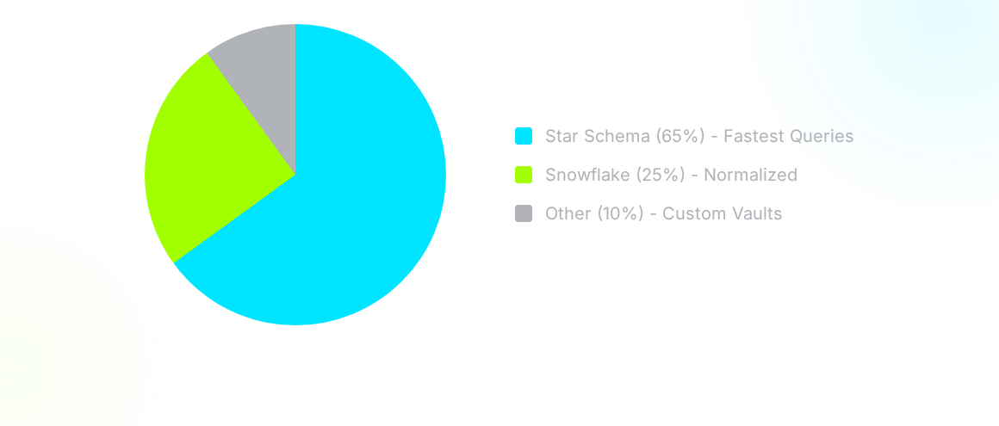 Star Schema (65%) - Fastest Queries
Snowflake (25%) - Normalized
Other (10%) - Custom Vaults